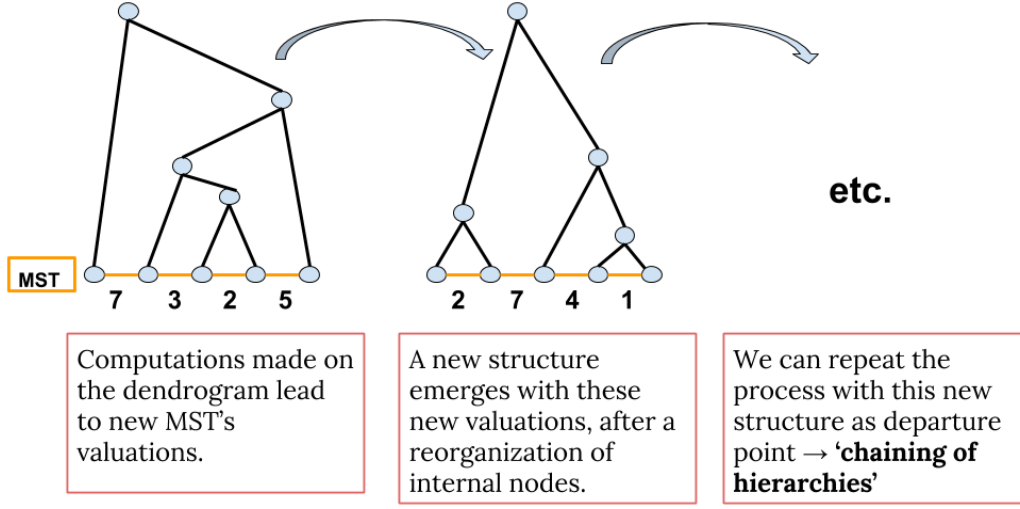 etc.
MST
7 3 2 5
2 7 4 1
Computations made on
the dendrogram lead
to new MST's
valuations.
A new structure
emerges with these
new valuations, after a
reorganization of
internal nodes.
We can repeat the
process with this new
structure as departure
point → ‘chaining of
hierarchies’